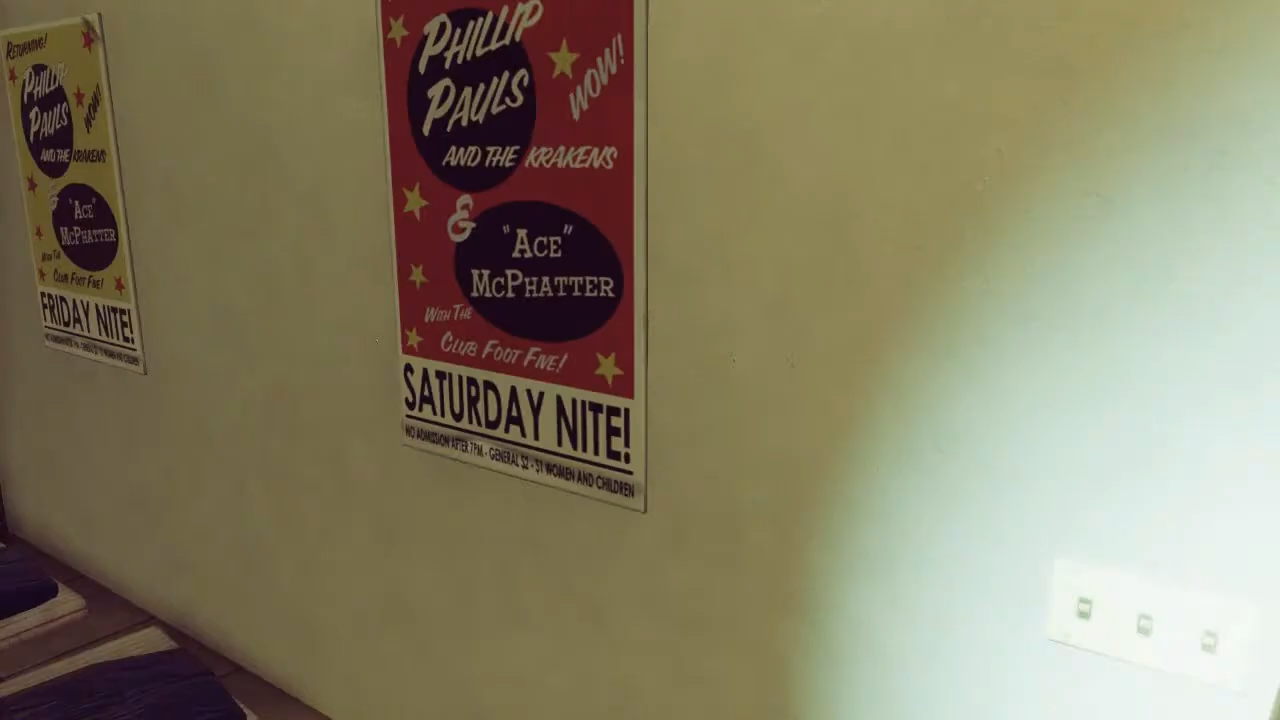 RETURNING!
PHILLIP
PAULS
WOW!
AND THE KRAKENS
&
"ACE"
MCPHATTER
WITH THE
CLUB FOOT FIVE!
FRIDAY NITE!
PHILLIP
PAULS
WOW!
AND THE KRAKENS
&
"ACE"
MCPHATTER
WITH THE
CLUB FOOT FIVE!
SATURDAY NITE!
NO ADMISSION AFTER 7PM. - GENERAL $2 - $1 WOMEN AND CHILDREN